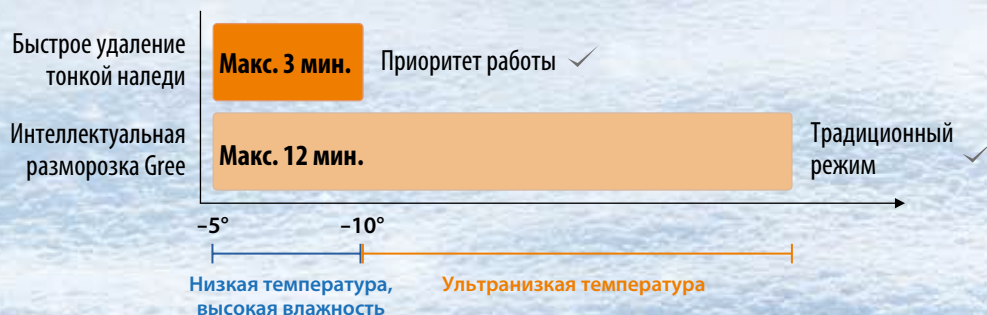 Быстрое удаление
тонкой наледи
Макс. 3 мин.
Приоритет работы
Интеллектуальная
разморозка Gree
Макс. 12 мин.
Традиционный
режим
–5°
–10°
Низкая температура,
высокая влажность
Ультранизкая температура